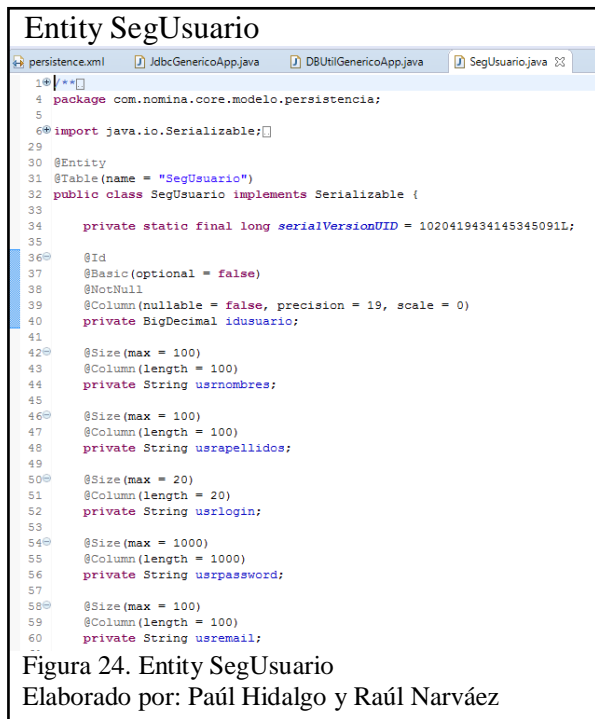 Entity SegUsuario
persistence.xml JdbcGenericoApp.java DBUtilGenericoApp.java SegUsuario.java
1 /**
4 package com.nomina.core.modelo.persistencia;
5
6 import java.io.Serializable;
29
30 @Entity
31 @Table(name = "SegUsuario")
32 public class SegUsuario implements Serializable {
33
34 private static final long serialVersionUID = 1020419434145345091L;
35
36 @Id
37 @Basic(optional = false)
38 @NotNull
39 @Column(nullable = false, precision = 19, scale = 0)
40 private BigDecimal idusuario;
41
42 @Size(max = 100)
43 @Column(length = 100)
44 private String usrnombres;
45
46 @Size(max = 100)
47 @Column(length = 100)
48 private String usrapellidos;
49
50 @Size(max = 20)
51 @Column(length = 20)
52 private String usrlogin;
53
54 @Size(max = 1000)
55 @Column(length = 1000)
56 private String usrpassword;
57
58 @Size(max = 100)
59 @Column(length = 100)
60 private String usremail;
Figura 24. Entity SegUsuario
Elaborado por: Paúl Hidalgo y Raúl Narváez